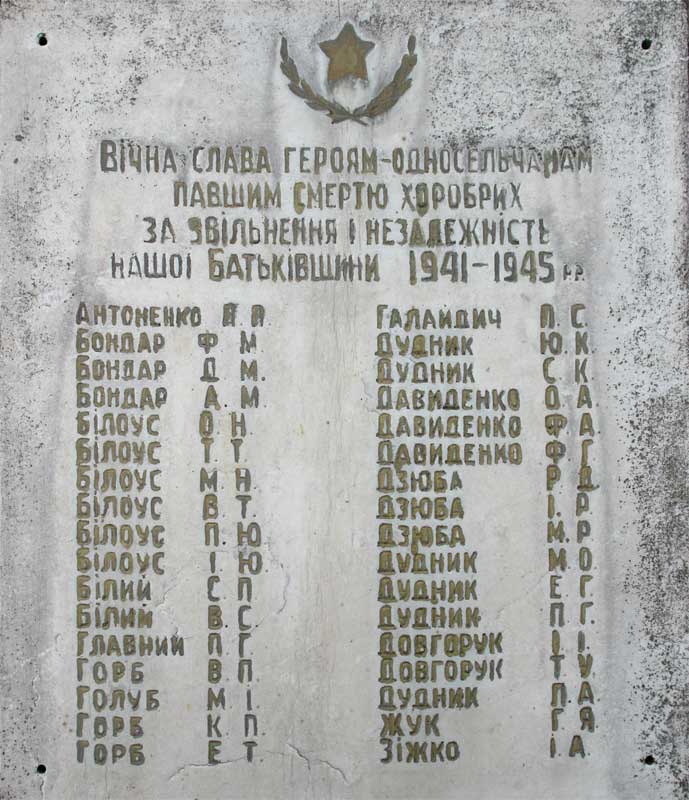 Вічна слава героям-односельчанам
павшим смертю хоробрих
за звільнення і незалежність
нашої Батьківщини 1941-1945 р.р.
Антоненко П П
Бондар Ф М
Бондар Д М.
Бондар А. М
Білоус О Н.
Білоус Т Т
Білоус М Н
Білоус В Т.
Білоус П. Ю
Білоус І Ю
Білий С П
Білий В. С
Главний П Г
Горб В П
Голуб М І
Горб К П
Горб Е Т.
Галайдич П. С.
Дудник Ю. К
Дудник С К
Давиденко О А
Давиденко Ф А.
Давиденко Ф Г
Дзюба Р Д
Дзюба І. Р.
Дзюба М. Р
Дудник М О
Дудник Е Г
Дудник П Г.
Довгорук І. І.
Довгорук Т У
Дудник П. А
Жук Г Я
Зіжко І А.